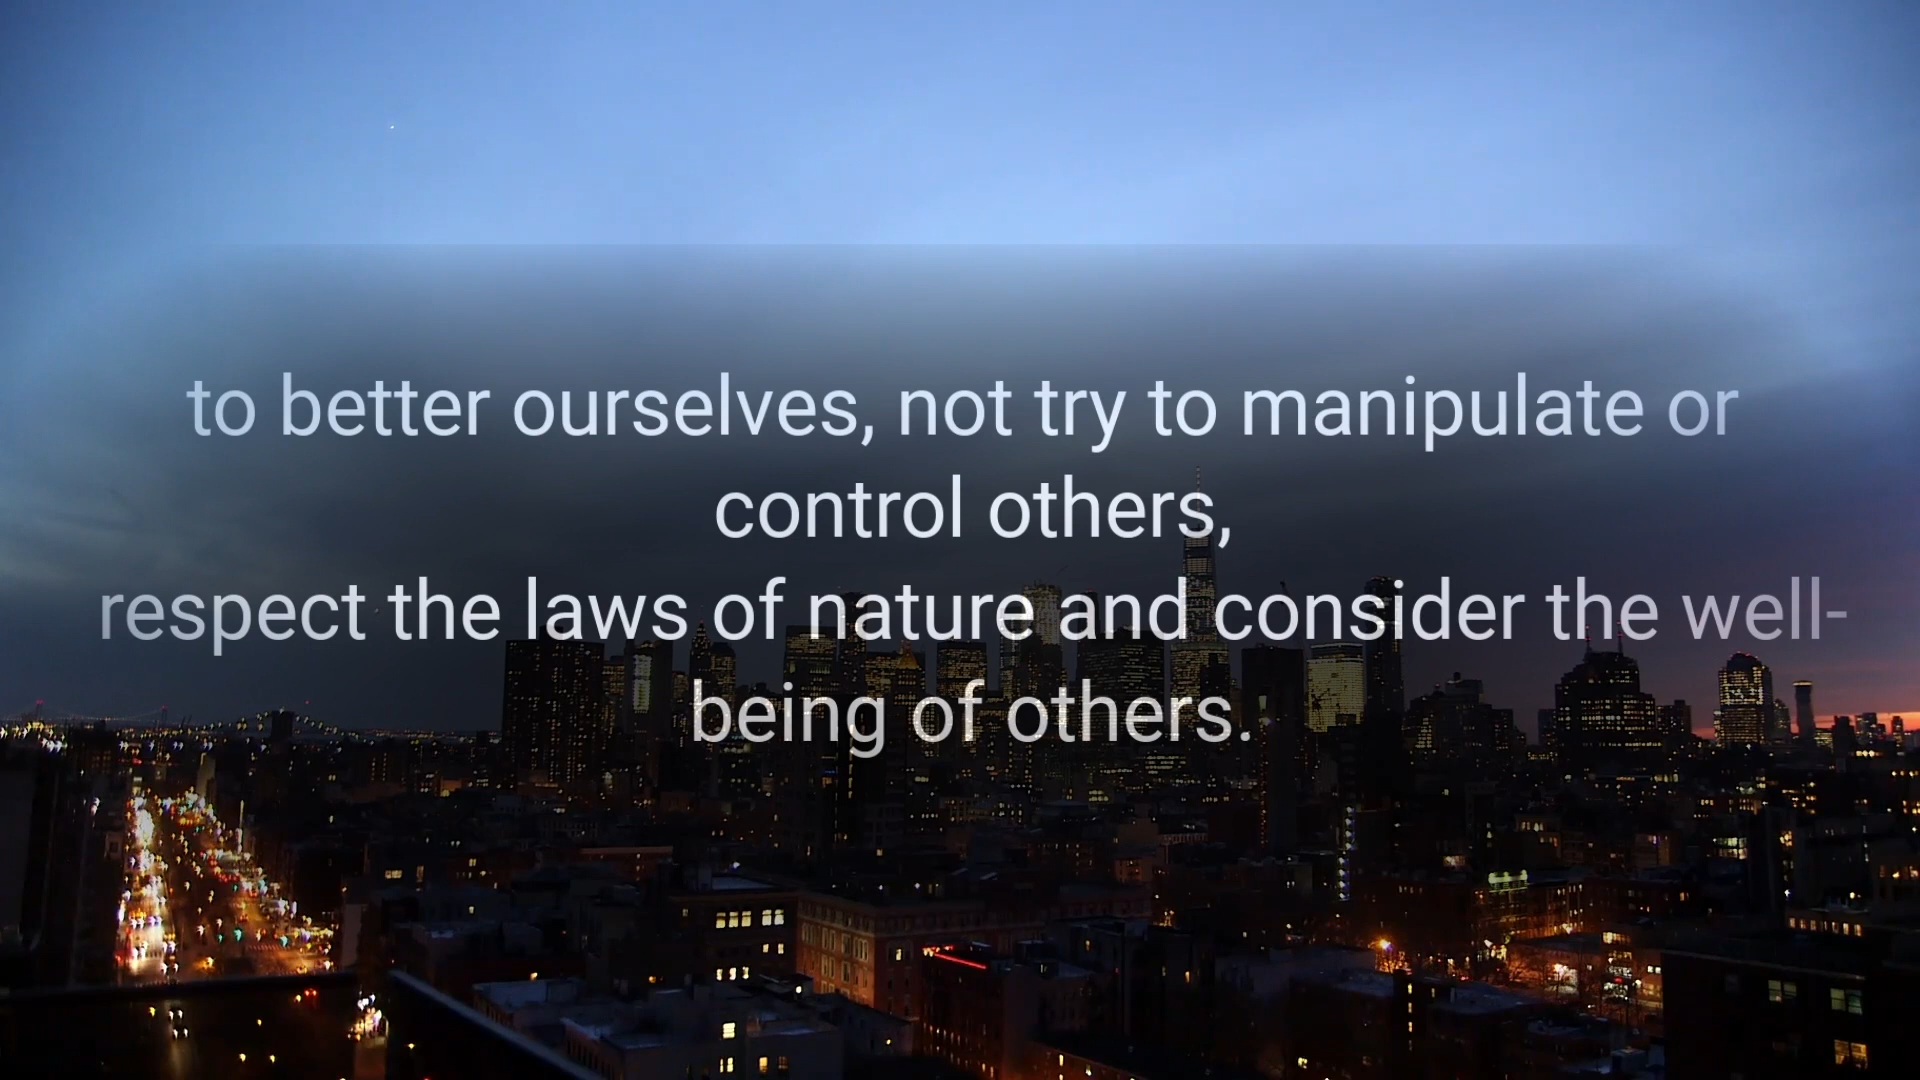 to better ourselves, not try to manipulate or
control others,
respect the laws of nature and consider the well-
being of others.